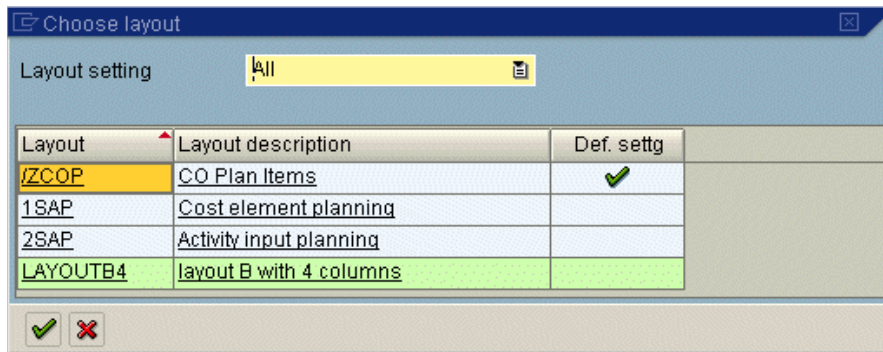 Choose layout
Layout setting All
Layout Layout description Def. settg
/ZCOP CO Plan Items
1SAP Cost element planning
2SAP Activity input planning
LAYOUTB4 layout B with 4 columns